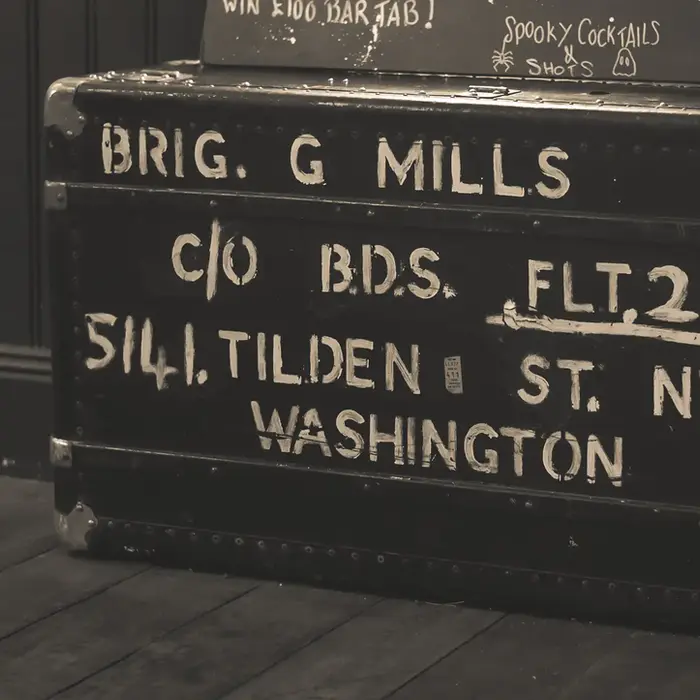 WIN £100 BAR TAB!
SPOOKY COCKTAILS
&
SHOTS
BRIG. G MILLS
C/O B.D.S. FLT.2
5141. TILDEN ST. N
WASHINGTON